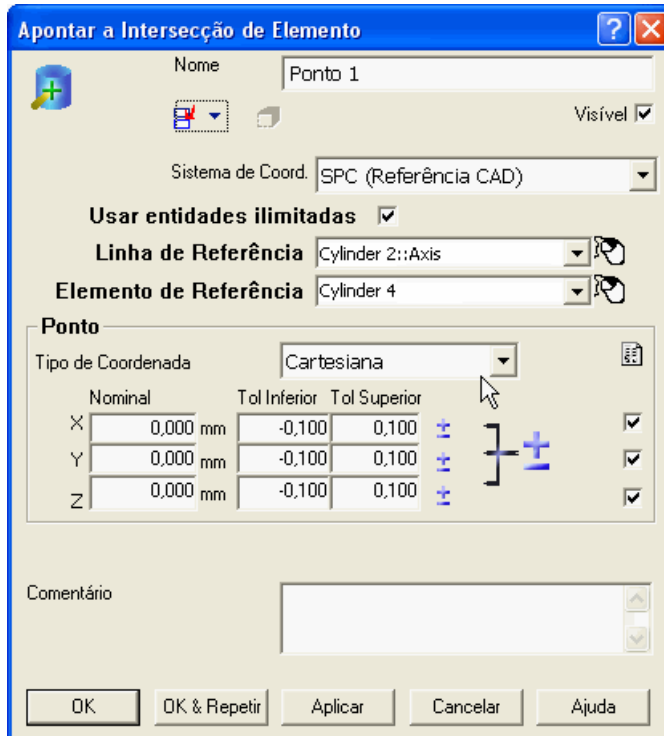 Apontar a Intersecção de Elemento
Nome Ponto 1
Visível
Sistema de Coord. SPC (Referência CAD)
Usar entidades ilimitadas
Linha de Referência Cylinder 2::Axis
Elemento de Referência Cylinder 4
Ponto
Tipo de Coordenada Cartesiana
Nominal Tol Inferior Tol Superior
X 0,000 mm -0,100 0,100
Y 0,000 mm -0,100 0,100
Z 0,000 mm -0,100 0,100
Comentário
OK OK & Repetir Aplicar Cancelar Ajuda